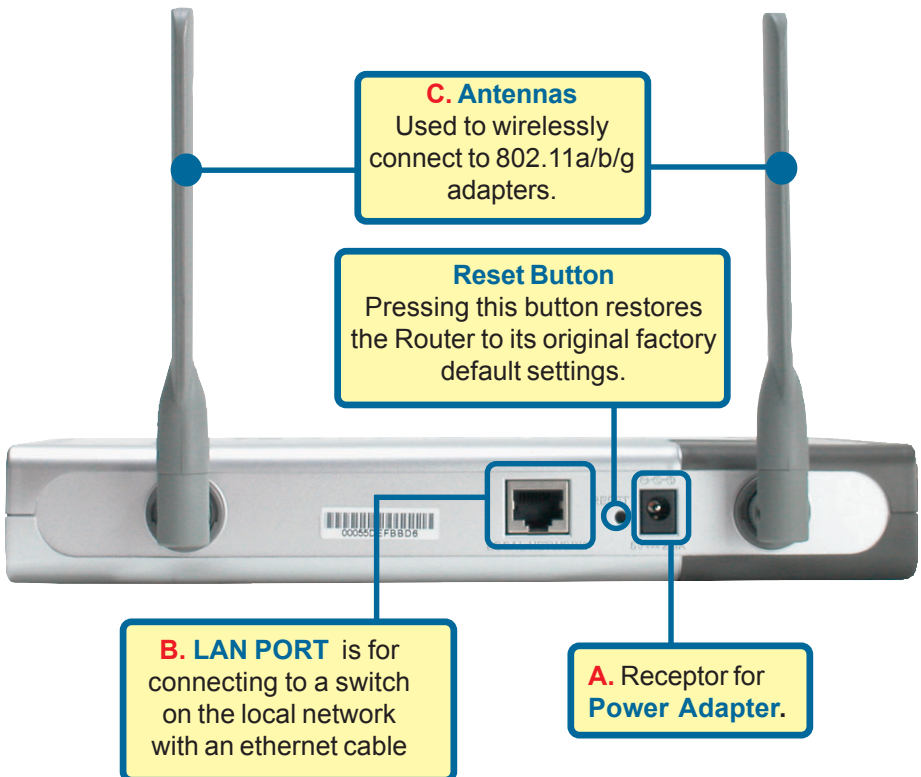 C. Antennas
Used to wirelessly
connect to 802.11a/b/g
adapters.
Reset Button
Pressing this button restores
the Router to its original factory
default settings.
00055DEFBBD6
B. LAN PORT is for
connecting to a switch
on the local network
with an ethernet cable
A. Receptor for
Power Adapter.